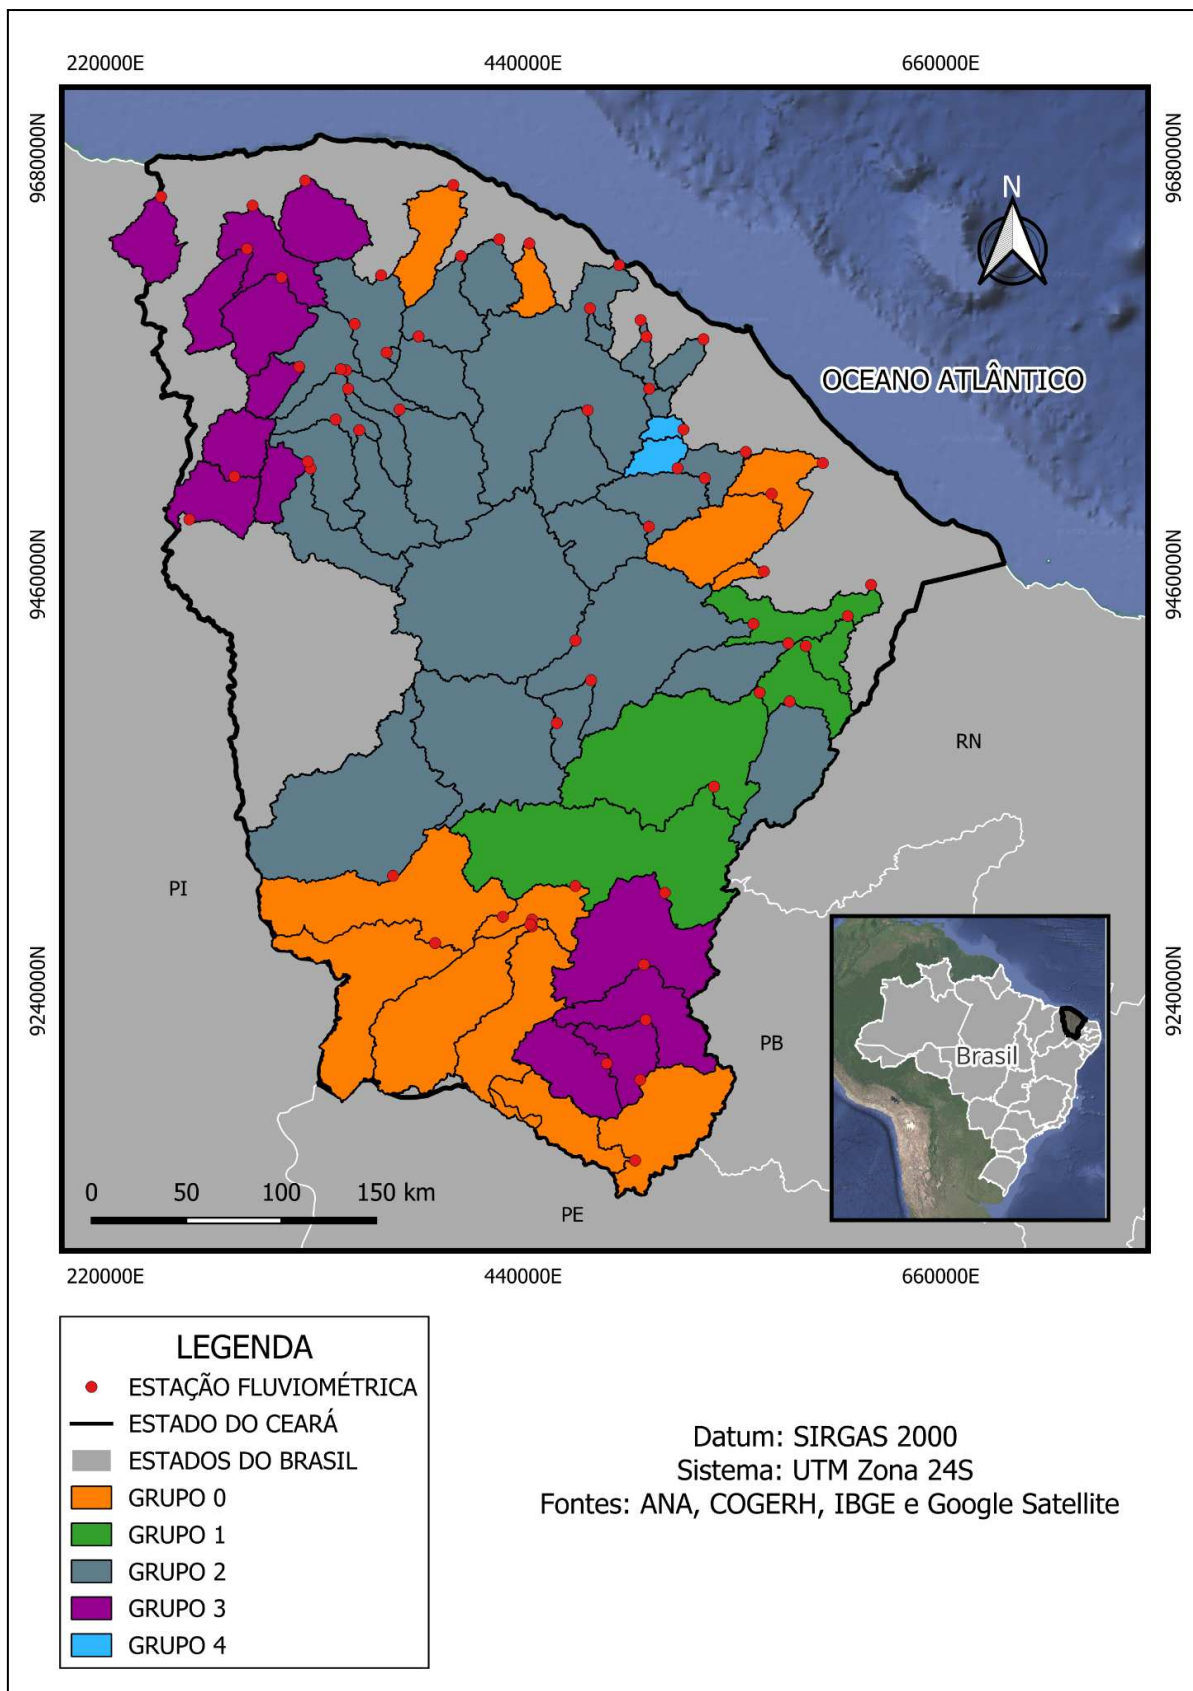 220000E 440000E 660000E
9680000N 9680000N
N
OCEANO ATLÂNTICO
9460000N 9460000N
RN
PI
9240000N 9240000N
PB
Brasil
0 50 100 150 km
PE
220000E 440000E 660000E
LEGENDA
ESTAÇÃO FLUVIOMÉTRICA
ESTADO DO CEARÁ
ESTADOS DO BRASIL
GRUPO 0
GRUPO 1
GRUPO 2
GRUPO 3
GRUPO 4
Datum: SIRGAS 2000
Sistema: UTM Zona 24S
Fontes: ANA, COGERH, IBGE e Google Satellite